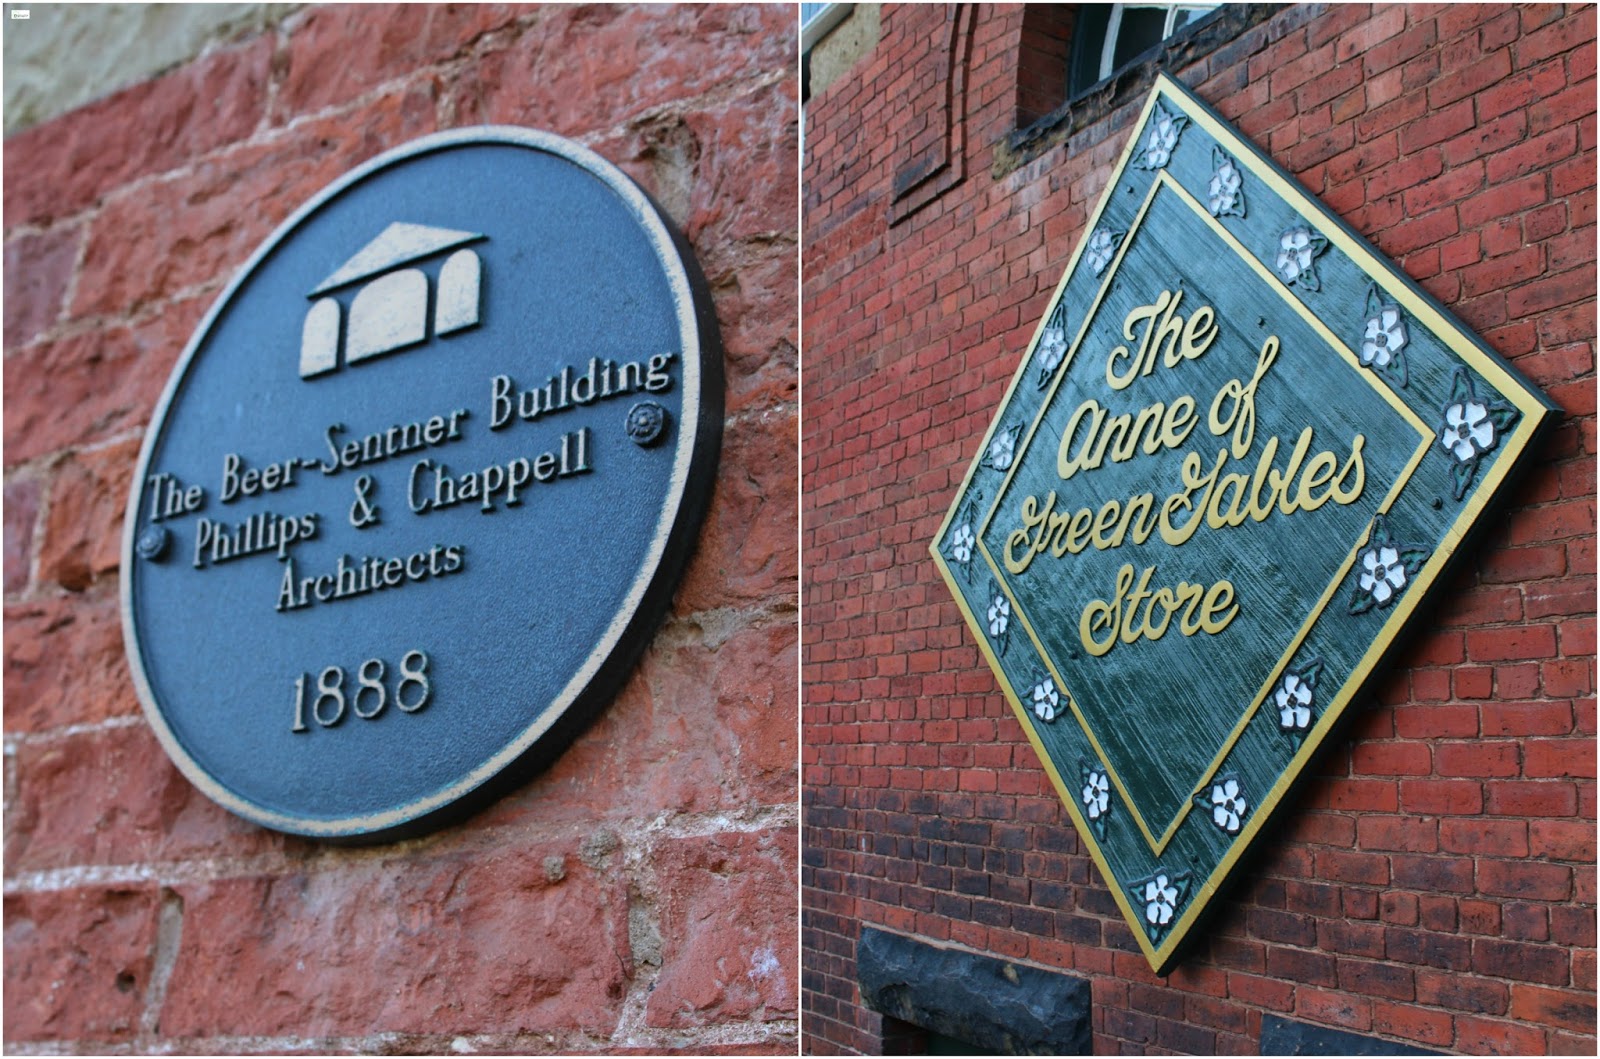 The Beer-Sentner Building
Phillips & Chappell
Architects
1888
The
Anne of
Green Gables
Store